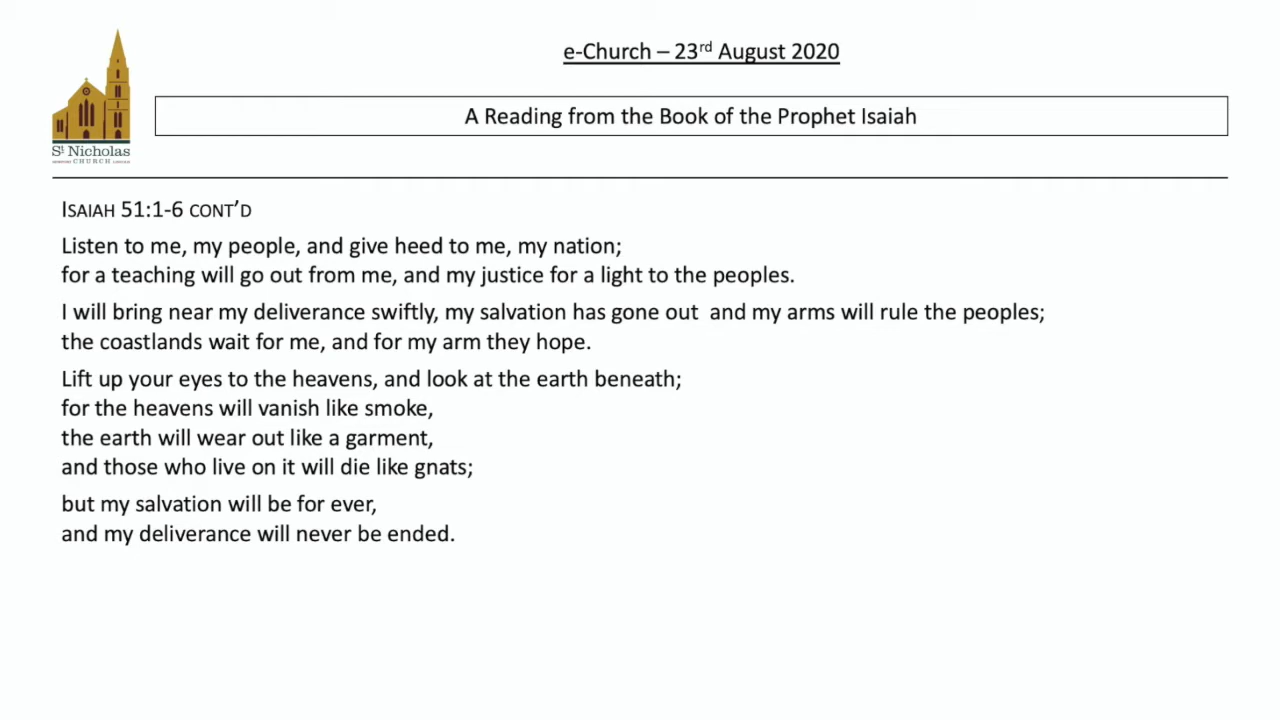 e-Church – 23rd August 2020
A Reading from the Book of the Prophet Isaiah
St Nicholas
CHURCH
ISAIAH 51:1-6 CONT'D
Listen to me, my people, and give heed to me, my nation;
for a teaching will go out from me, and my justice for a light to the peoples.
I will bring near my deliverance swiftly, my salvation has gone out  and my arms will rule the peoples;
the coastlands wait for me, and for my arm they hope.
Lift up your eyes to the heavens, and look at the earth beneath;
for the heavens will vanish like smoke,
the earth will wear out like a garment,
and those who live on it will die like gnats;
but my salvation will be for ever,
and my deliverance will never be ended.